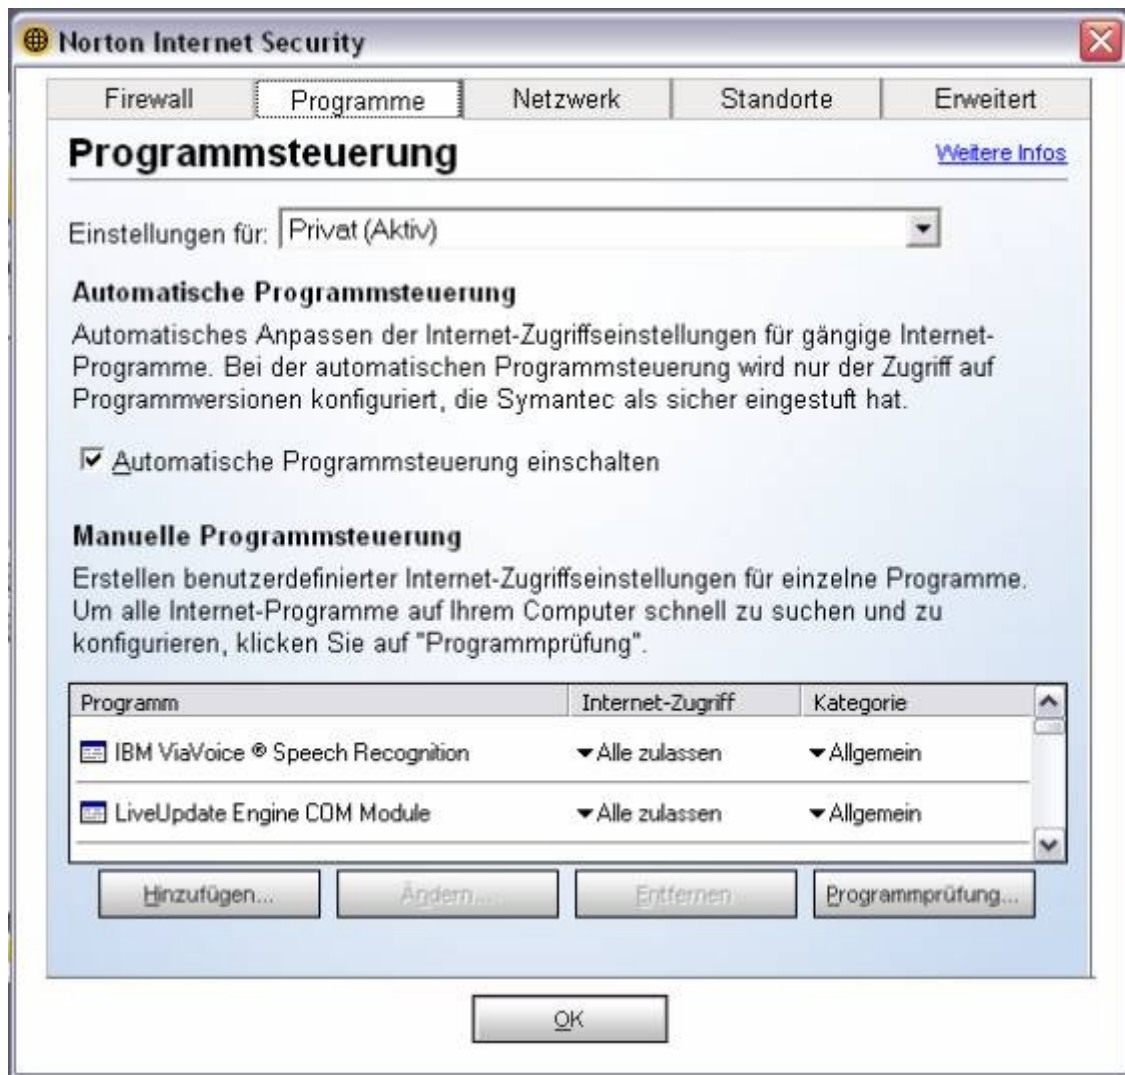 Norton Internet Security
Firewall Programme Netzwerk Standorte Erweitert
Programmsteuerung Weitere Infos
Einstellungen für: Privat (Aktiv)
Automatische Programmsteuerung
Automatisches Anpassen der Internet-Zugriffseinstellungen für gängige Internet-
Programme. Bei der automatischen Programmsteuerung wird nur der Zugriff auf
Programmversionen konfiguriert, die Symantec als sicher eingestuft hat.
Automatische Programmsteuerung einschalten
Manuelle Programmsteuerung
Erstellen benutzerdefinierter Internet-Zugriffseinstellungen für einzelne Programme.
Um alle Internet-Programme auf Ihrem Computer schnell zu suchen und zu
konfigurieren, klicken Sie auf "Programmprüfung".
Programm Internet-Zugriff Kategorie
IBM ViaVoice ® Speech Recognition Alle zulassen Allgemein
LiveUpdate Engine COM Module Alle zulassen Allgemein
Hinzufügen... Ändern... Entfernen Programmprüfung...
OK